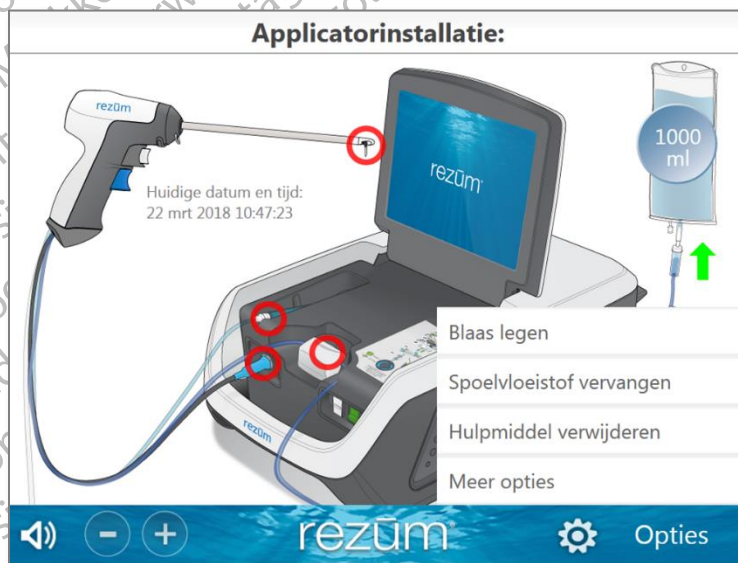 Applicatorinstallatie:
rezūm
Huidige datum en tijd:
22 mrt 2018 10:47:23
rezūm
1000
ml
rezūm
Blaas legen
Spoelvloeistof vervangen
Hulpmiddel verwijderen
Meer opties
rezūm
Opties